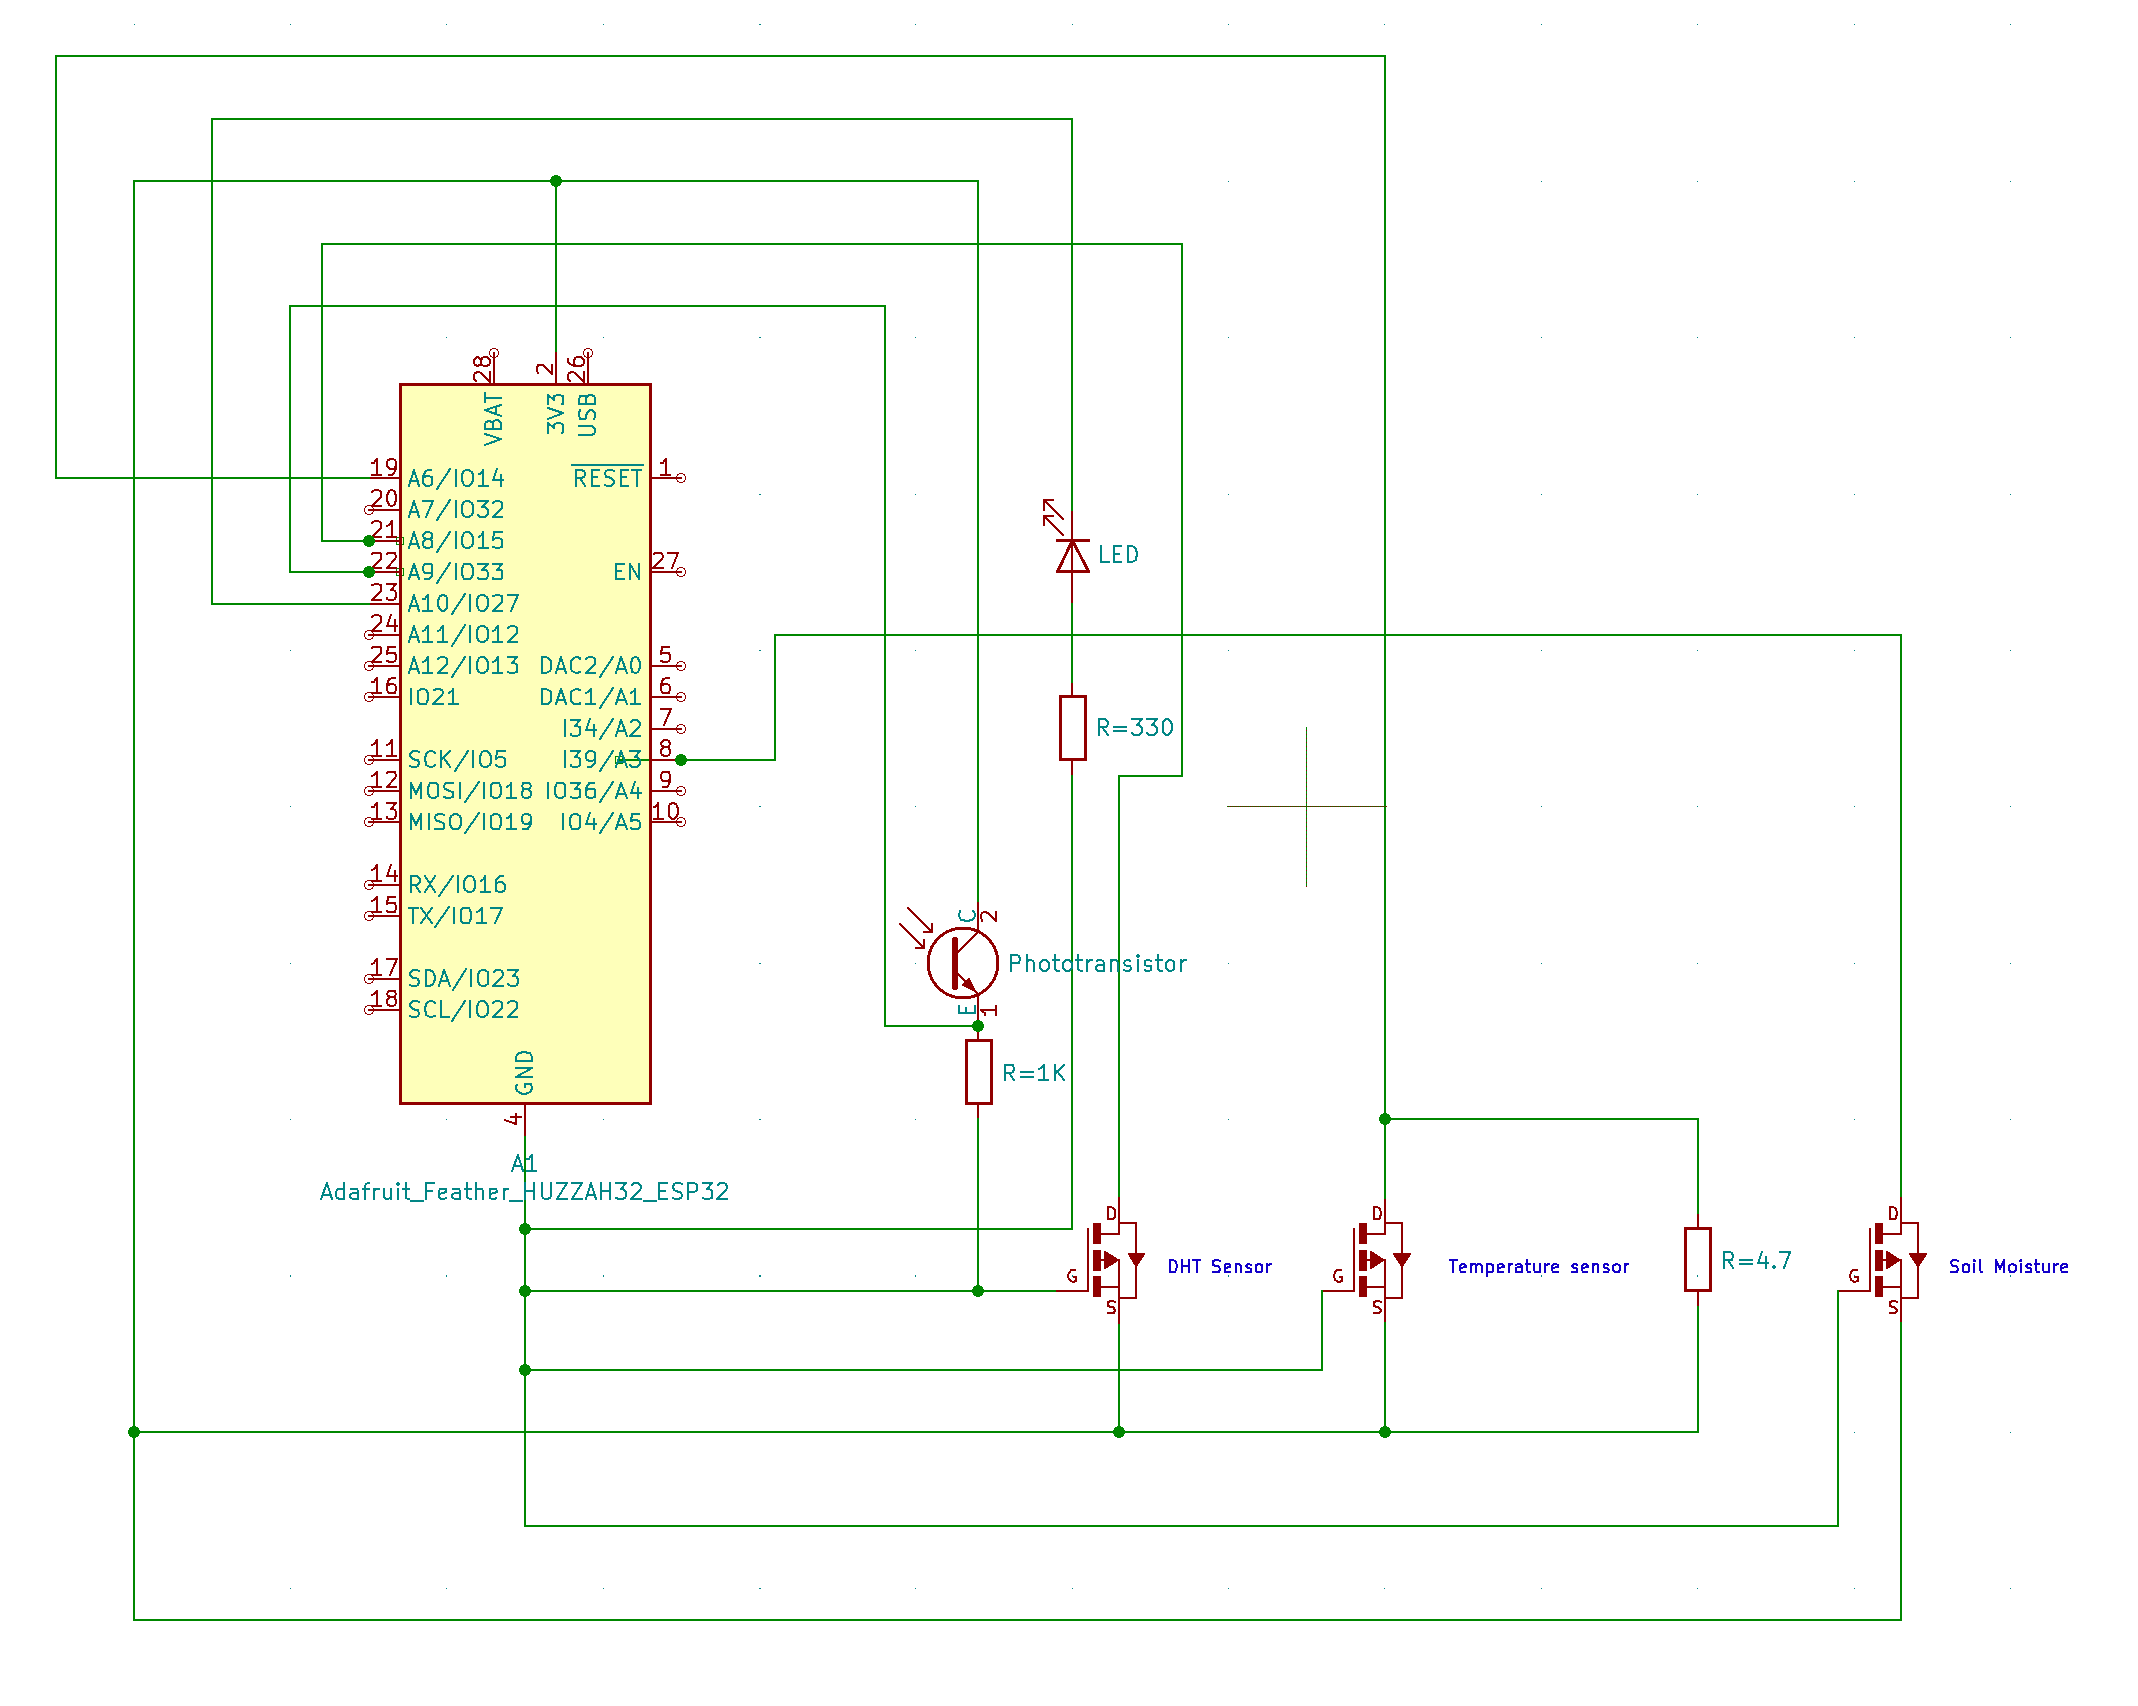 28
2
26
VBAT
3V3
USB
19
A6/IO14
RESET
1
20
A7/IO32
21
A8/IO15
22
A9/IO33
EN
27
23
A10/IO27
LED
24
A11/IO12
25
A12/IO13
DAC2/A0
5
16
IO21
DAC1/A1
6
I34/A2
7
R=330
11
SCK/IO5
I39/A3
8
12
MOSI/IO18
IO36/A4
9
13
MISO/IO19
IO4/A5
10
14
RX/IO16
15
TX/IO17
C
2
Phototransistor
17
SDA/IO23
18
SCL/IO22
E
1
GND
R=1K
4
A1
Adafruit_Feather_HUZZAH32_ESP32
D
G
S
DHT Sensor
D
G
S
Temperature sensor
R=4.7
D
G
S
Soil Moisture